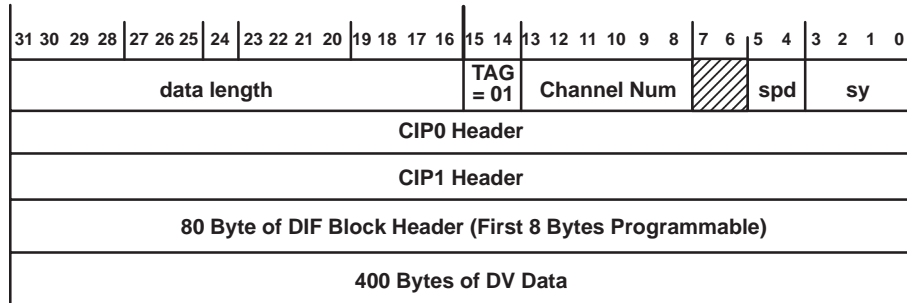 31 30 29 28 27 26 25 24 23 22 21 20 19 18 17 16 15 14 13 12 11 10 9 8 7 6 5 4 3 2 1 0
data length TAG = 01 Channel Num spd sy
CIP0 Header
CIP1 Header
80 Byte of DIF Block Header (First 8 Bytes Programmable)
400 Bytes of DV Data